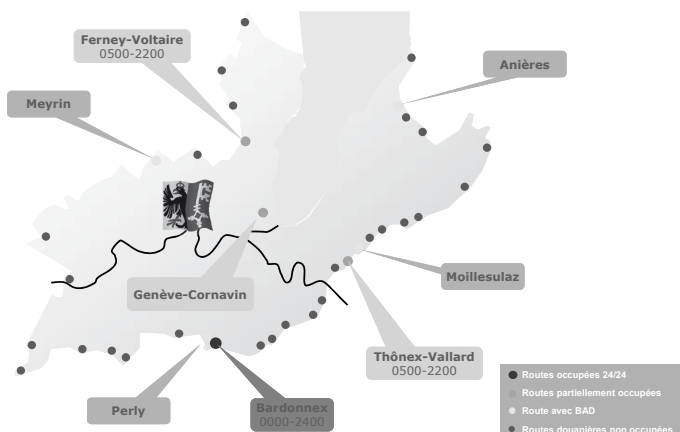 Ferney-Voltaire
0500-2200
Anières
Meyrin
Genève-Cornavin
Moillesulaz
Thônex-Vallard
0500-2200
Perly
Bardonnex
0000-2400
Routes occupées 24/24
Routes partiellement occupées
Route avec BAD
Routes douanières non occupées